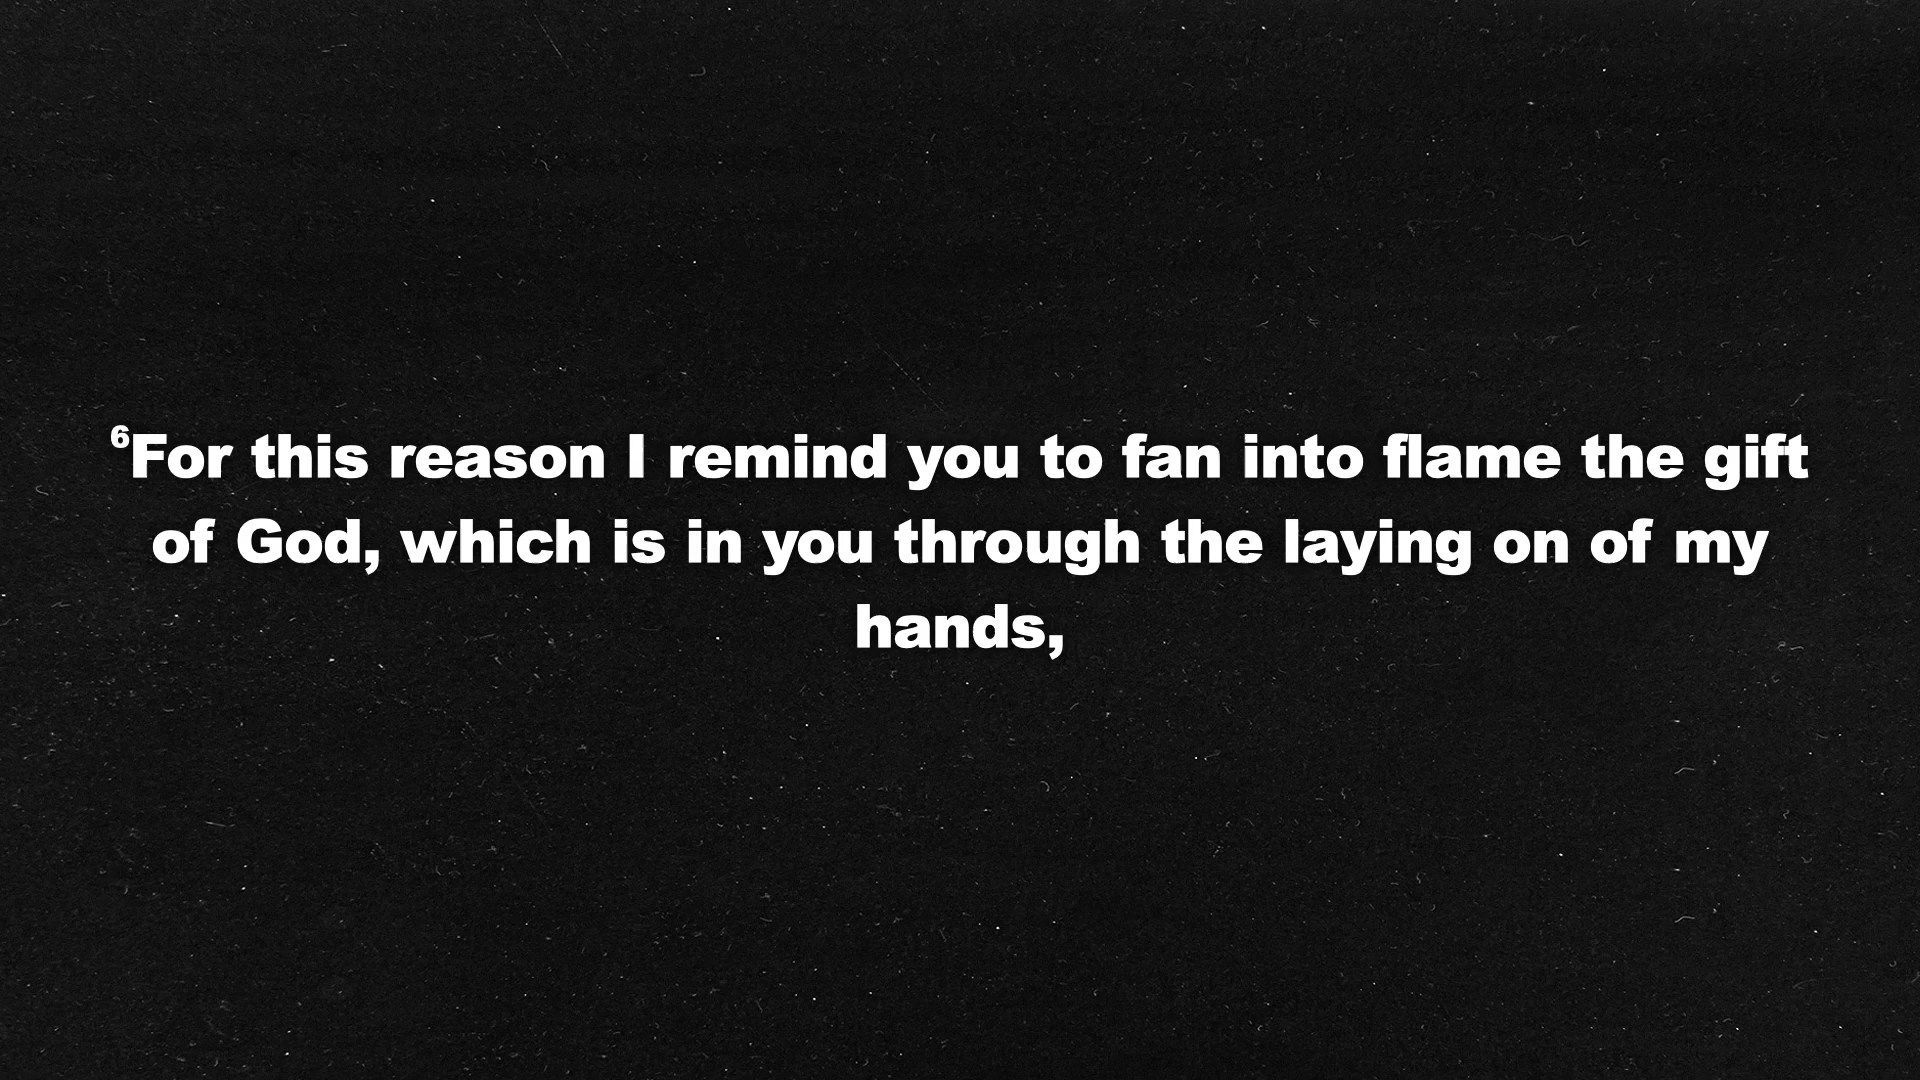 ⁶For this reason I remind you to fan into flame the gift
of God, which is in you through the laying on of my
hands,